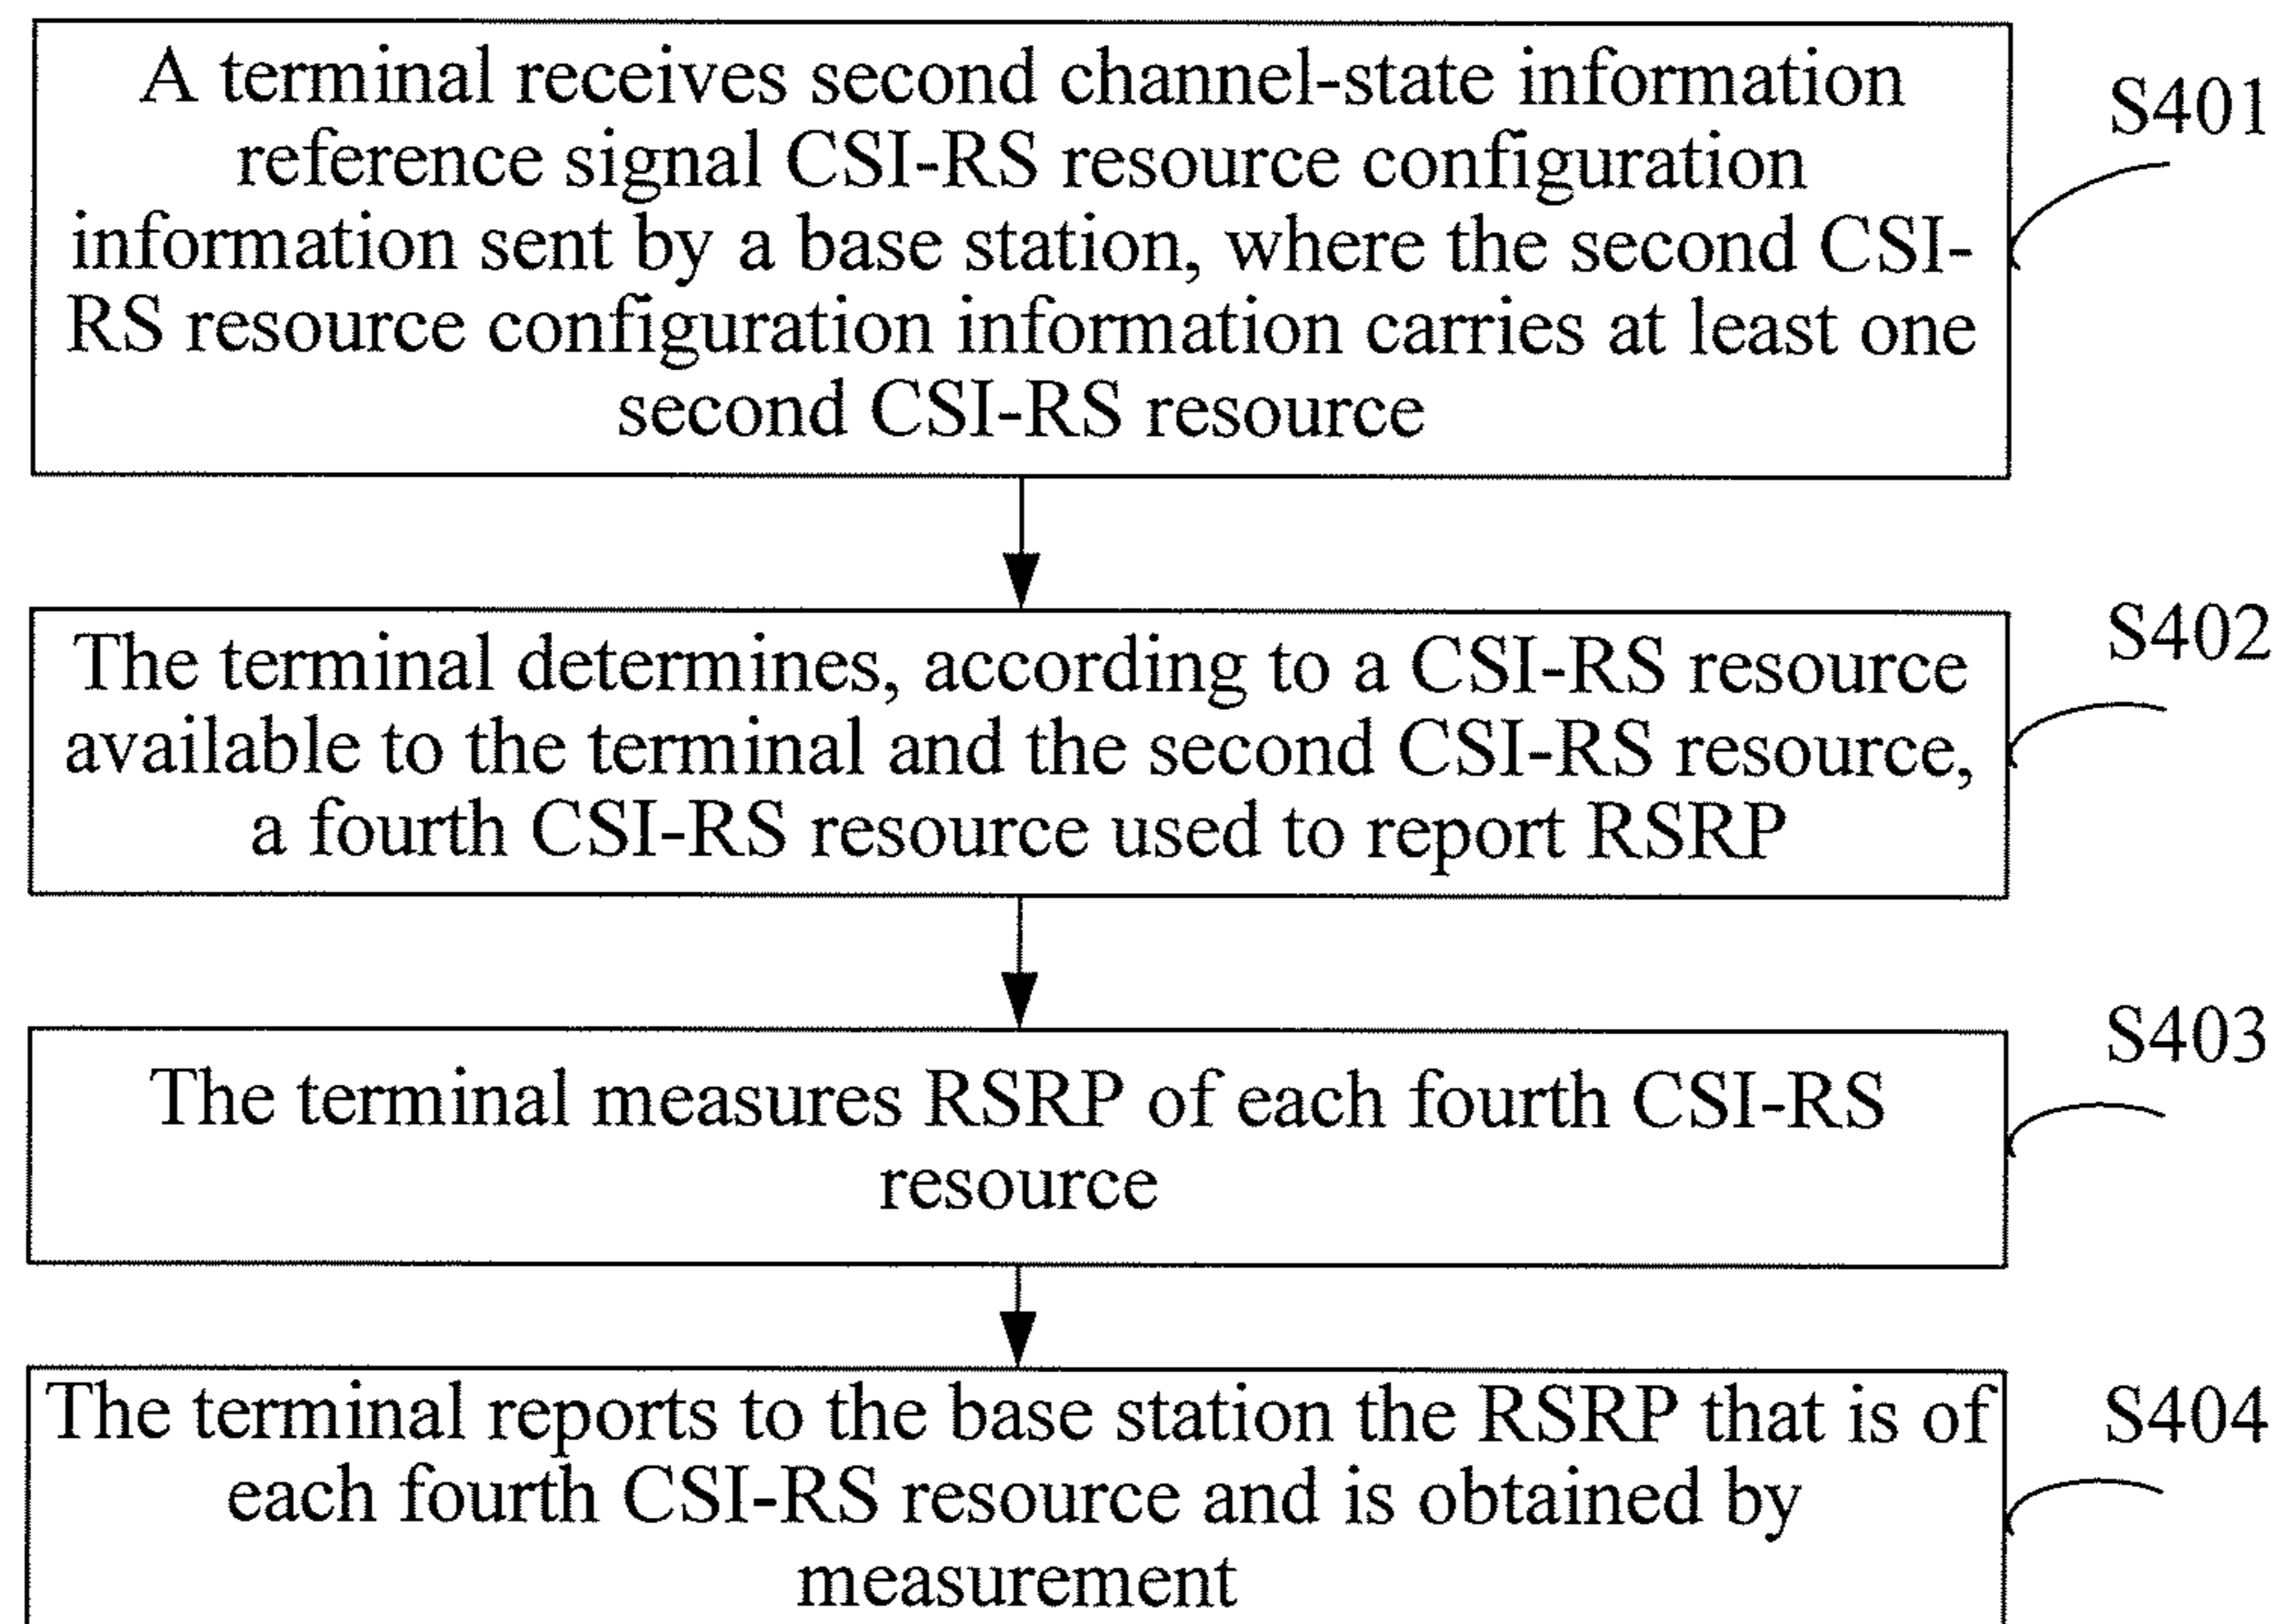 A terminal receives second channel-state information
reference signal CSI-RS resource configuration
information sent by a base station, where the second CSI-
RS resource configuration information carries at least one
second CSI-RS resource
S401
The terminal determines, according to a CSI-RS resource
available to the terminal and the second CSI-RS resource,
a fourth CSI-RS resource used to report RSRP
S402
The terminal measures RSRP of each fourth CSI-RS
resource
S403
The terminal reports to the base station the RSRP that is of
each fourth CSI-RS resource and is obtained by
measurement
S404